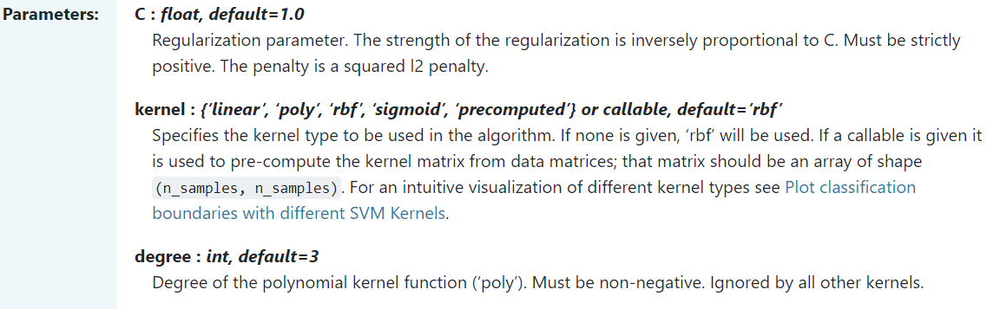 Parameters:
C : float, default=1.0
Regularization parameter. The strength of the regularization is inversely proportional to C. Must be strictly
positive. The penalty is a squared l2 penalty.
kernel : {‘linear’, ‘poly’, ‘rbf’, ‘sigmoid’, ‘precomputed’} or callable, default=’rbf’
Specifies the kernel type to be used in the algorithm. If none is given, ‘rbf’ will be used. If a callable is given it
is used to pre-compute the kernel matrix from data matrices; that matrix should be an array of shape
(n_samples, n_samples). For an intuitive visualization of different kernel types see Plot classification
boundaries with different SVM Kernels.
degree : int, default=3
Degree of the polynomial kernel function (‘poly’). Must be non-negative. Ignored by all other kernels.